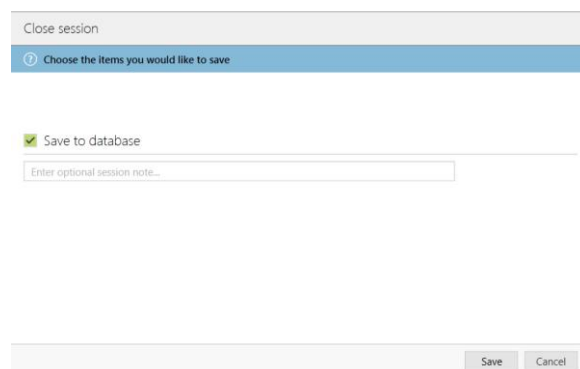 Close session
? Choose the items you would like to save
Save to database
Enter optional session note...
Save Cancel